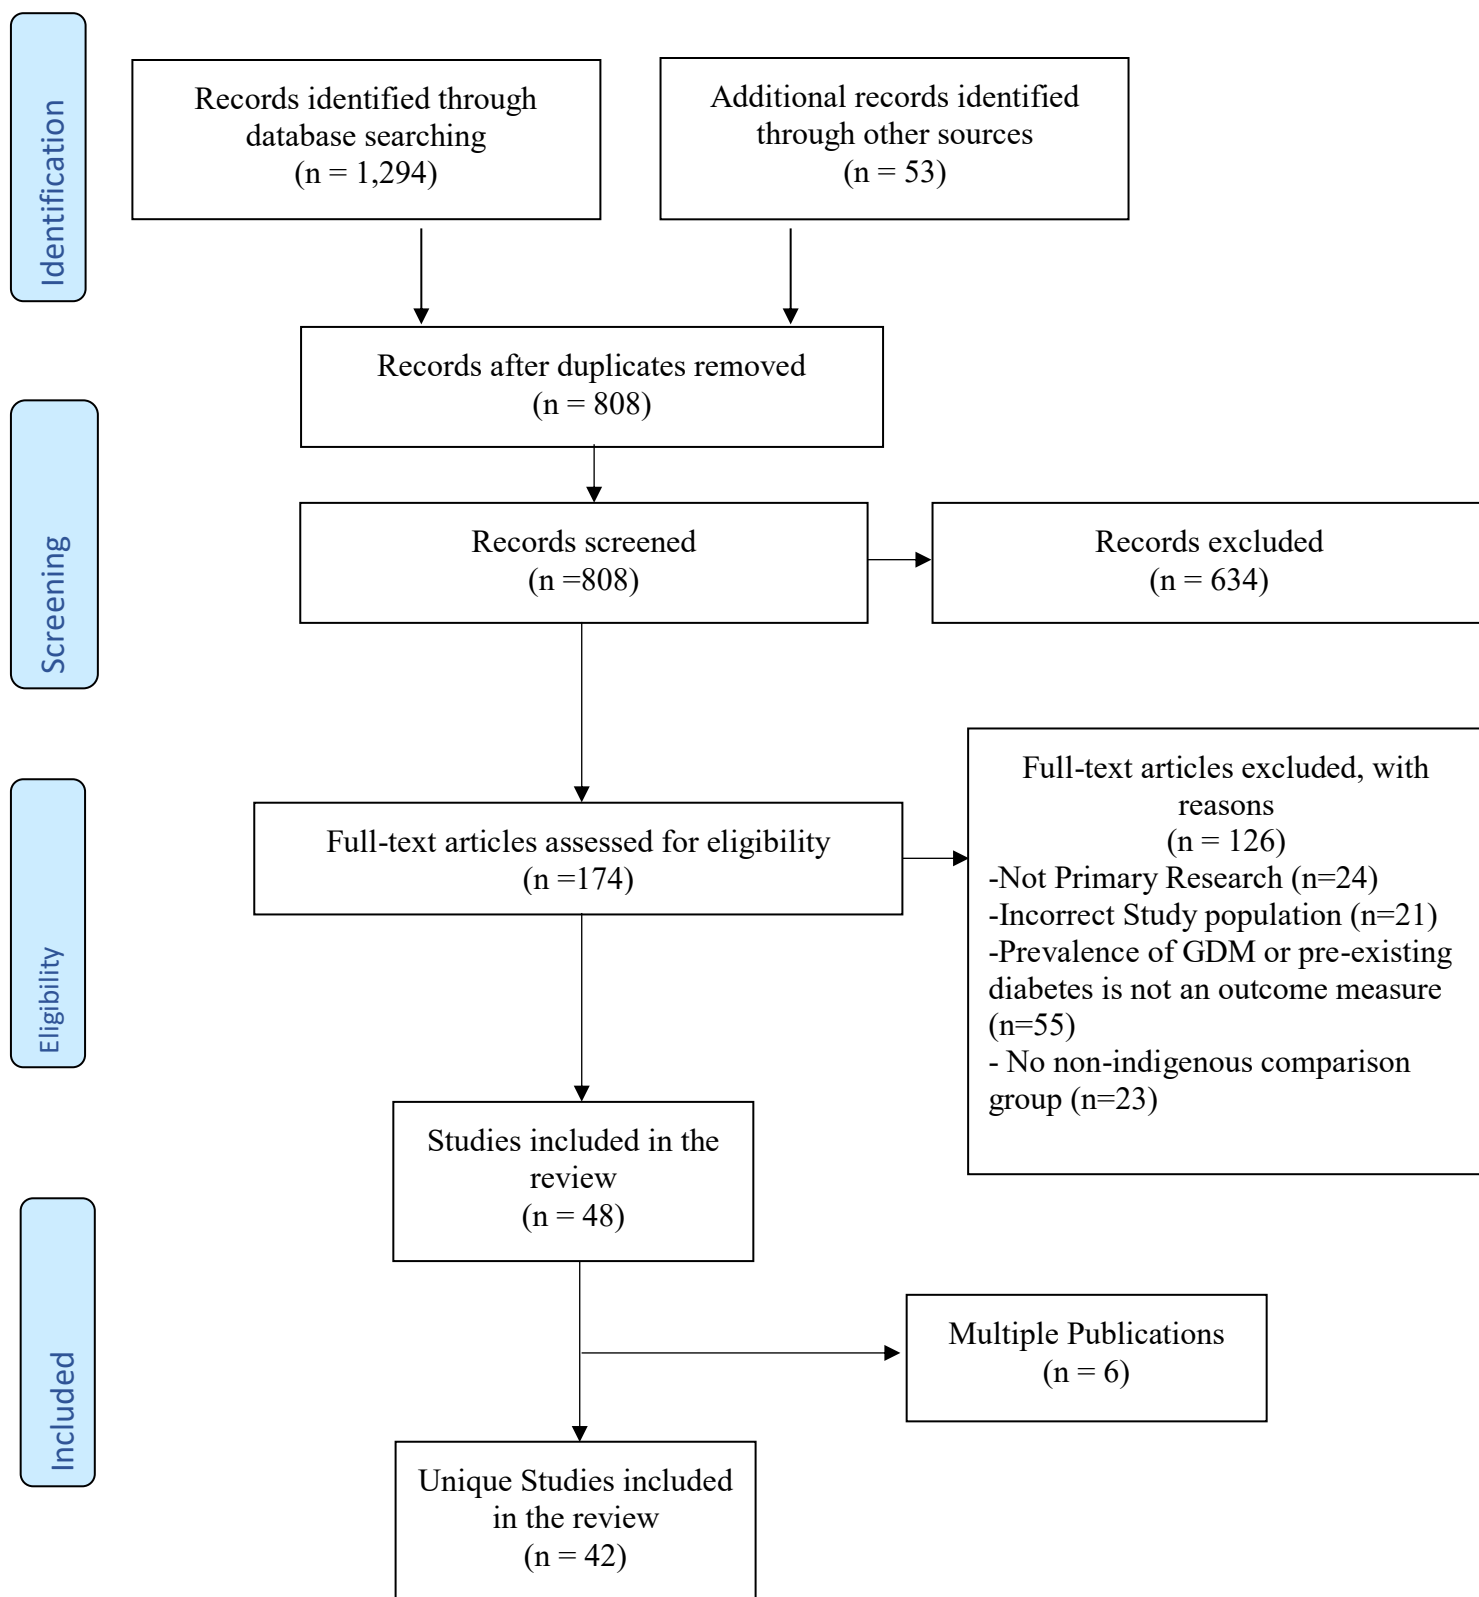 Identification
Records identified through
database searching
(n = 1,294)
Additional records identified
through other sources
(n = 53)
Records after duplicates removed
(n = 808)
Screening
Records screened
(n =808)
Records excluded
(n = 634)
Eligibility
Full-text articles assessed for eligibility
(n =174)
Full-text articles excluded, with
reasons
(n = 126)
-Not Primary Research (n=24)
-Incorrect Study population (n=21)
-Prevalence of GDM or pre-existing
diabetes is not an outcome measure
(n=55)
- No non-indigenous comparison
group (n=23)
Included
Studies included in the
review
(n = 48)
Multiple Publications
(n = 6)
Unique Studies included
in the review
(n = 42)